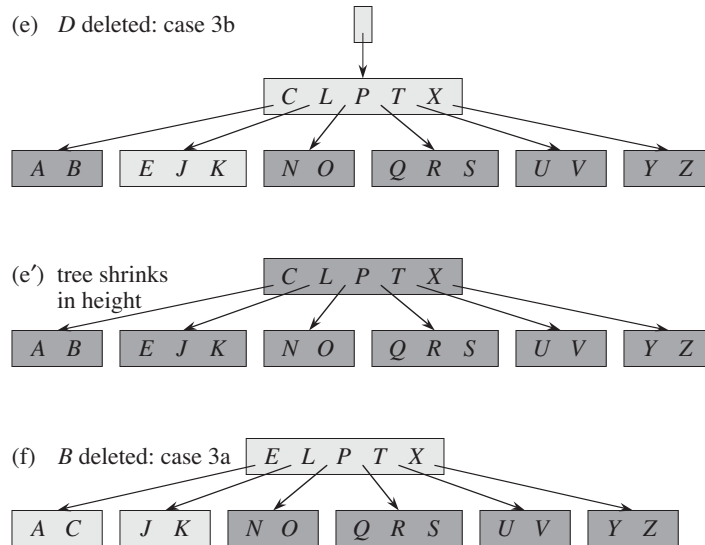 (e) D deleted: case 3b
C L P T X
A B E J K N O Q R S U V Y Z
(e′) tree shrinks
in height
C L P T X
A B E J K N O Q R S U V Y Z
(f) B deleted: case 3a
E L P T X
A C J K N O Q R S U V Y Z